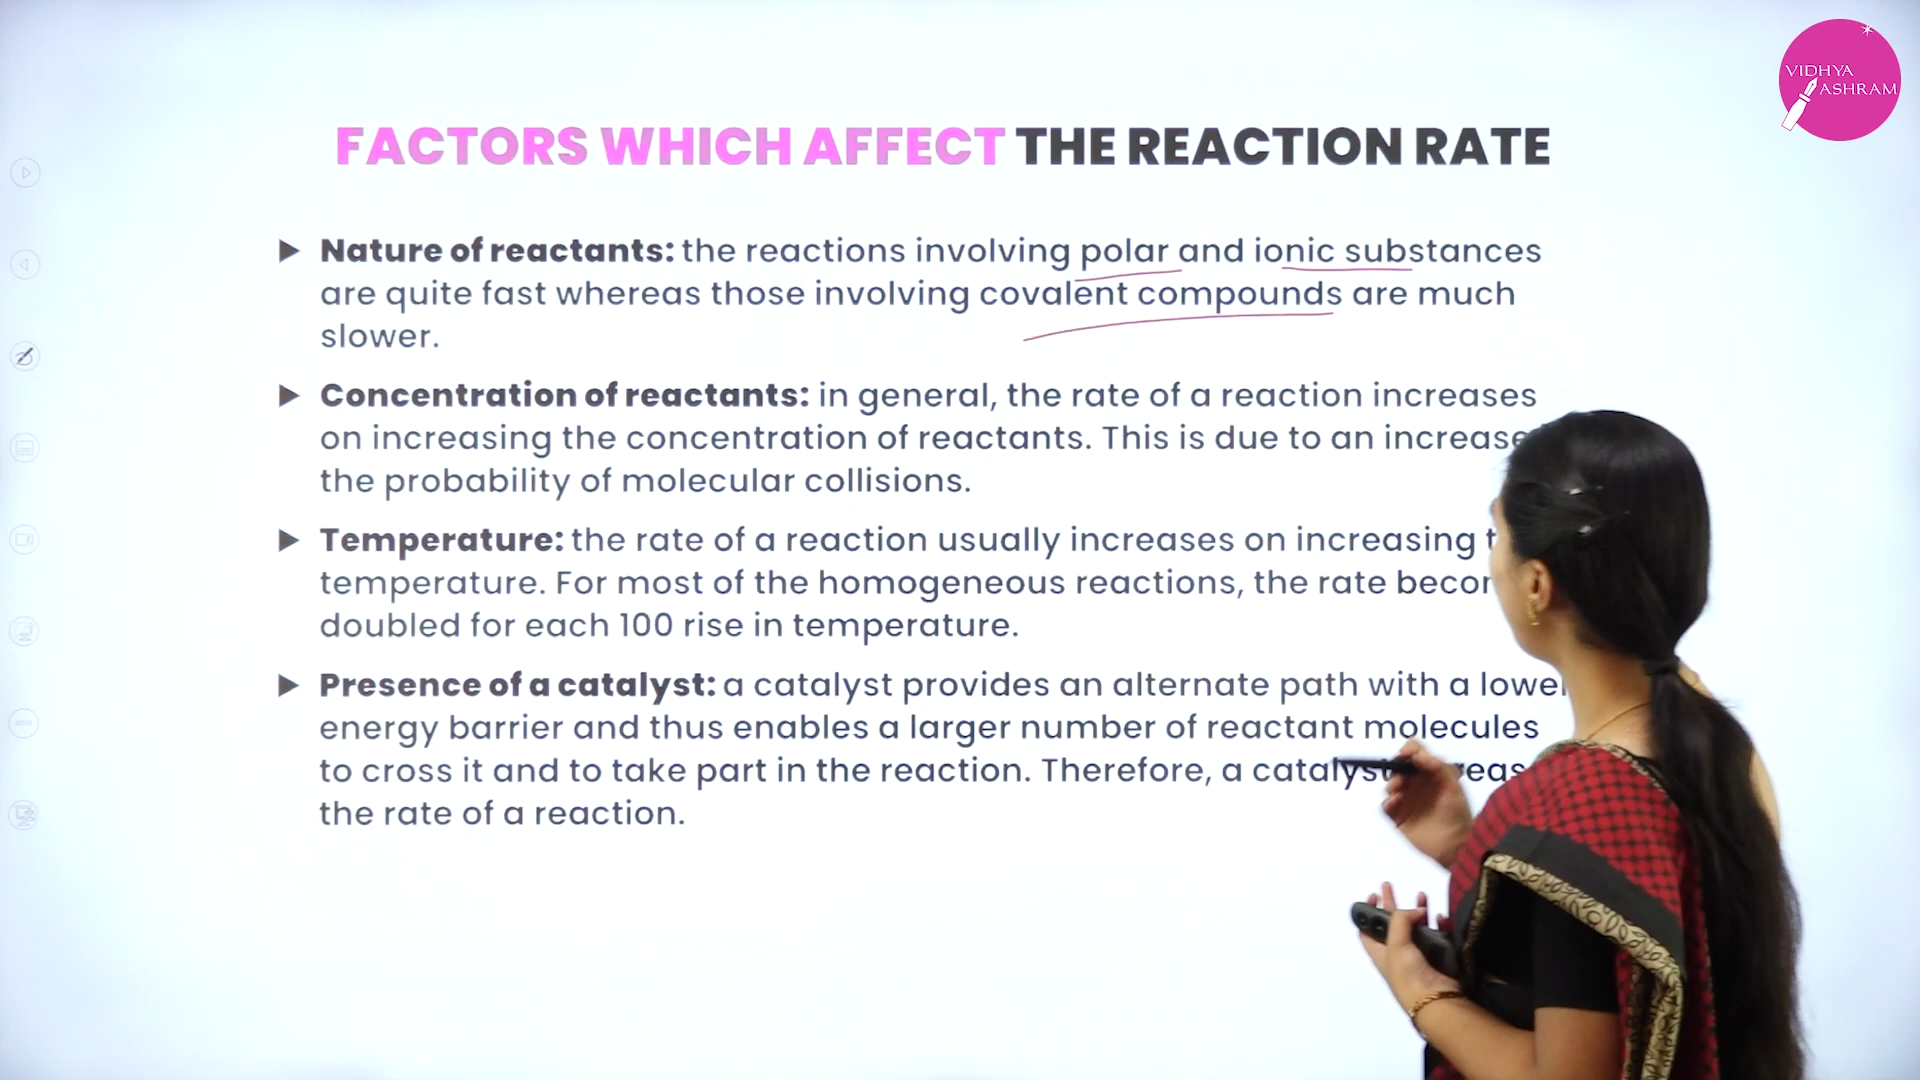 VIDHYA
ASHRAM
FACTORS WHICH AFFECT THE REACTION RATE
Nature of reactants: the reactions involving polar and ionic substances
are quite fast whereas those involving covalent compounds are much
slower.
Concentration of reactants: in general, the rate of a reaction increases
on increasing the concentration of reactants. This is due to an increase
the probability of molecular collisions.
Temperature: the rate of a reaction usually increases on increasing
temperature. For most of the homogeneous reactions, the rate
doubled for each 100 rise in temperature.
Presence of a catalyst: a catalyst provides an alternate path with a lower
energy barrier and thus enables a larger number of reactant molecules
to cross it and to take part in the reaction. Therefore, a catalyst
the rate of a reaction.